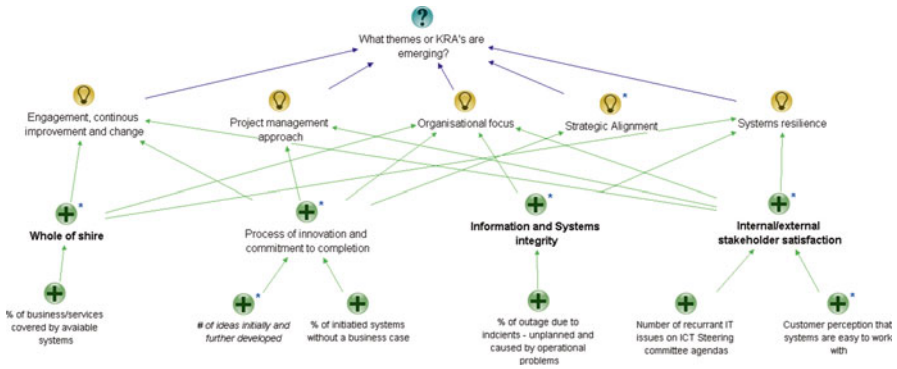 ?
What themes or KRA's are
emerging?
Engagement, continous
improvement and change
Project management
approach
Organisational focus
Strategic Alignment
Systems resilience
Whole of shire
Process of innovation and
commitment to completion
Information and Systems
integrity
Internal/external
stakeholder satisfaction
% of business/services
covered by avaiable
systems
# of ideas initially and
further developed
% of initiatied systems
without a business case
% of outage due to
indcients - unplanned and
caused by operational
problems
Number of recurrant IT
issues on ICT Steering
committee agendas
Customer perception that
systems are easy to work
with